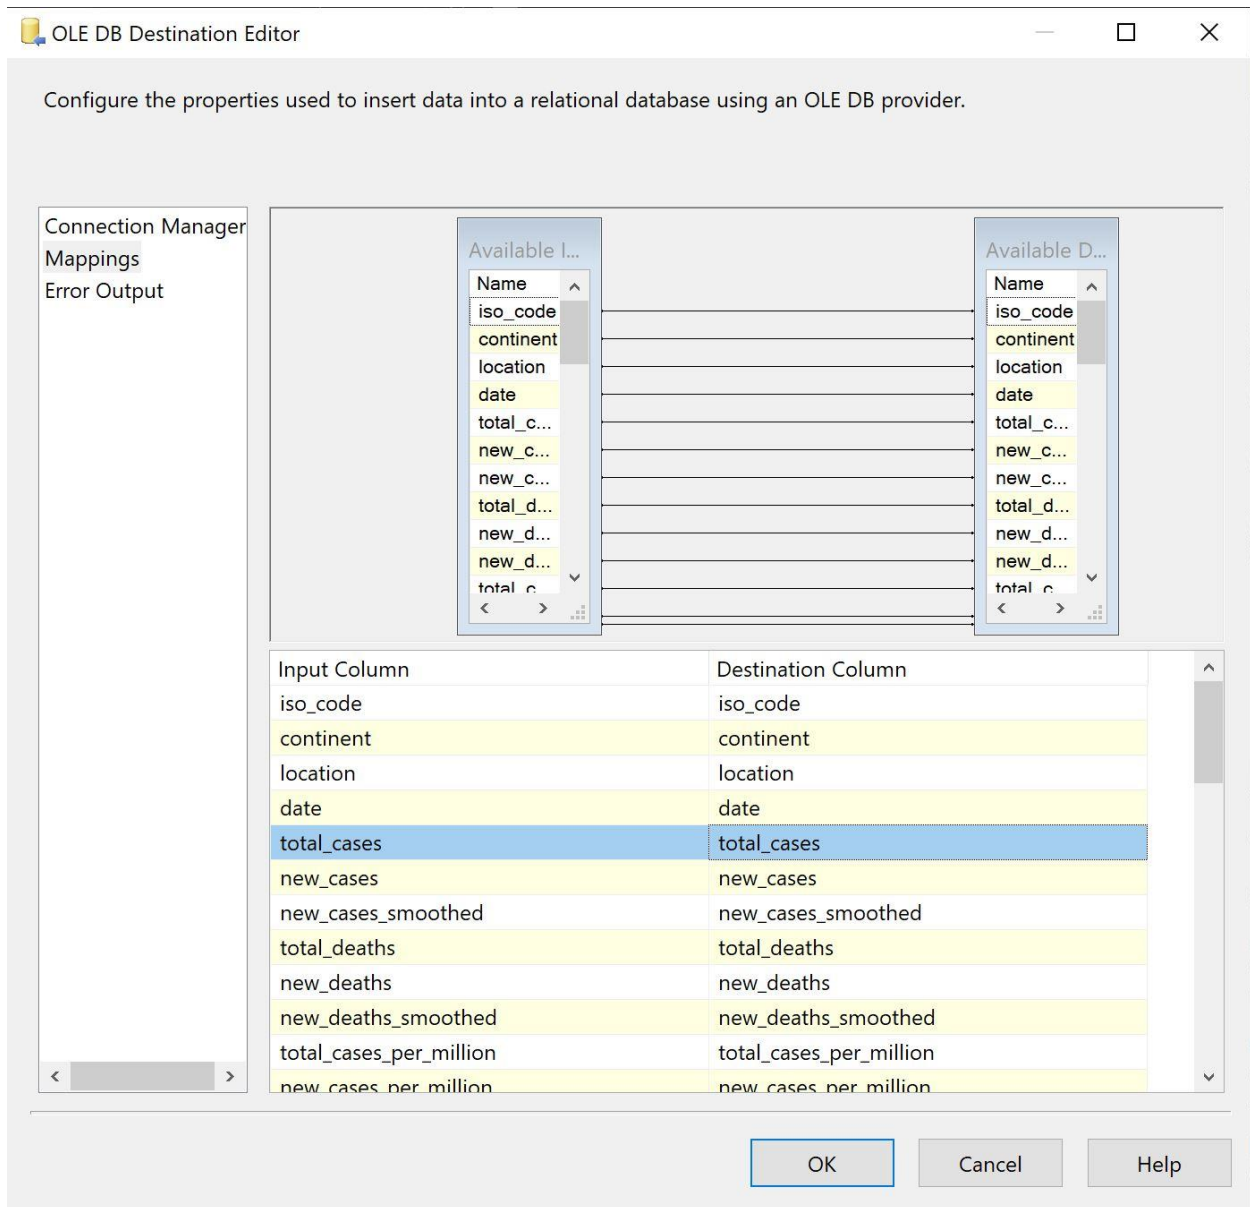 OLE DB Destination Editor
Configure the properties used to insert data into a relational database using an OLE DB provider.
Connection Manager
Mappings
Error Output
Available I...
Name
iso_code
continent
location
date
total_c...
new_c...
new_c...
total_d...
new_d...
new_d...
total_c
Available D...
Name
iso_code
continent
location
date
total_c...
new_c...
new_c...
total_d...
new_d...
new_d...
total_c
Input Column Destination Column
iso_code iso_code
continent continent
location location
date date
total_cases total_cases
new_cases new_cases
new_cases_smoothed new_cases_smoothed
total_deaths total_deaths
new_deaths new_deaths
new_deaths_smoothed new_deaths_smoothed
total_cases_per_million total_cases_per_million
new_cases_per_million new_cases_per_million
OK Cancel Help